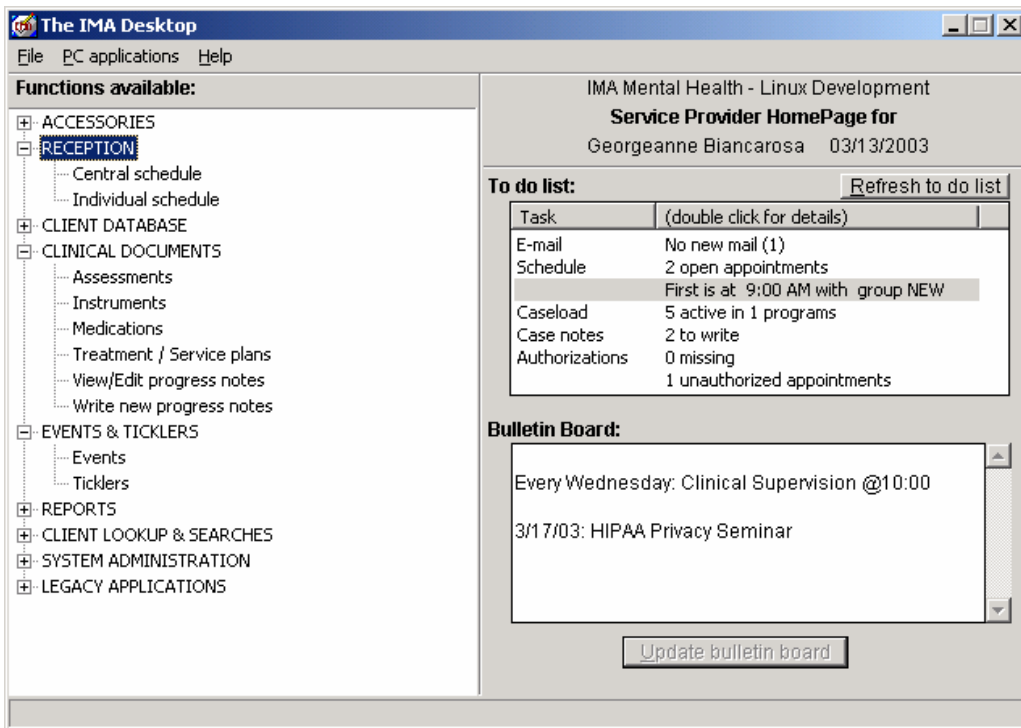 The IMA Desktop
File PC applications Help
Functions available:
ACCESSORIES
RECEPTION
Central schedule
Individual schedule
CLIENT DATABASE
CLINICAL DOCUMENTS
Assessments
Instruments
Medications
Treatment / Service plans
View/Edit progress notes
Write new progress notes
EVENTS & TICKLERS
Events
Ticklers
REPORTS
CLIENT LOOKUP & SEARCHES
SYSTEM ADMINISTRATION
LEGACY APPLICATIONS
IMA Mental Health - Linux Development
Service Provider HomePage for
Georgeanne Biancarosa 03/13/2003
To do list: Refresh to do list
Task (double click for details)
E-mail No new mail (1)
Schedule 2 open appointments
First is at 9:00 AM with group NEW
Caseload 5 active in 1 programs
Case notes 2 to write
Authorizations 0 missing
1 unauthorized appointments
Bulletin Board:
Every Wednesday: Clinical Supervision @10:00
3/17/03: HIPAA Privacy Seminar
Update bulletin board